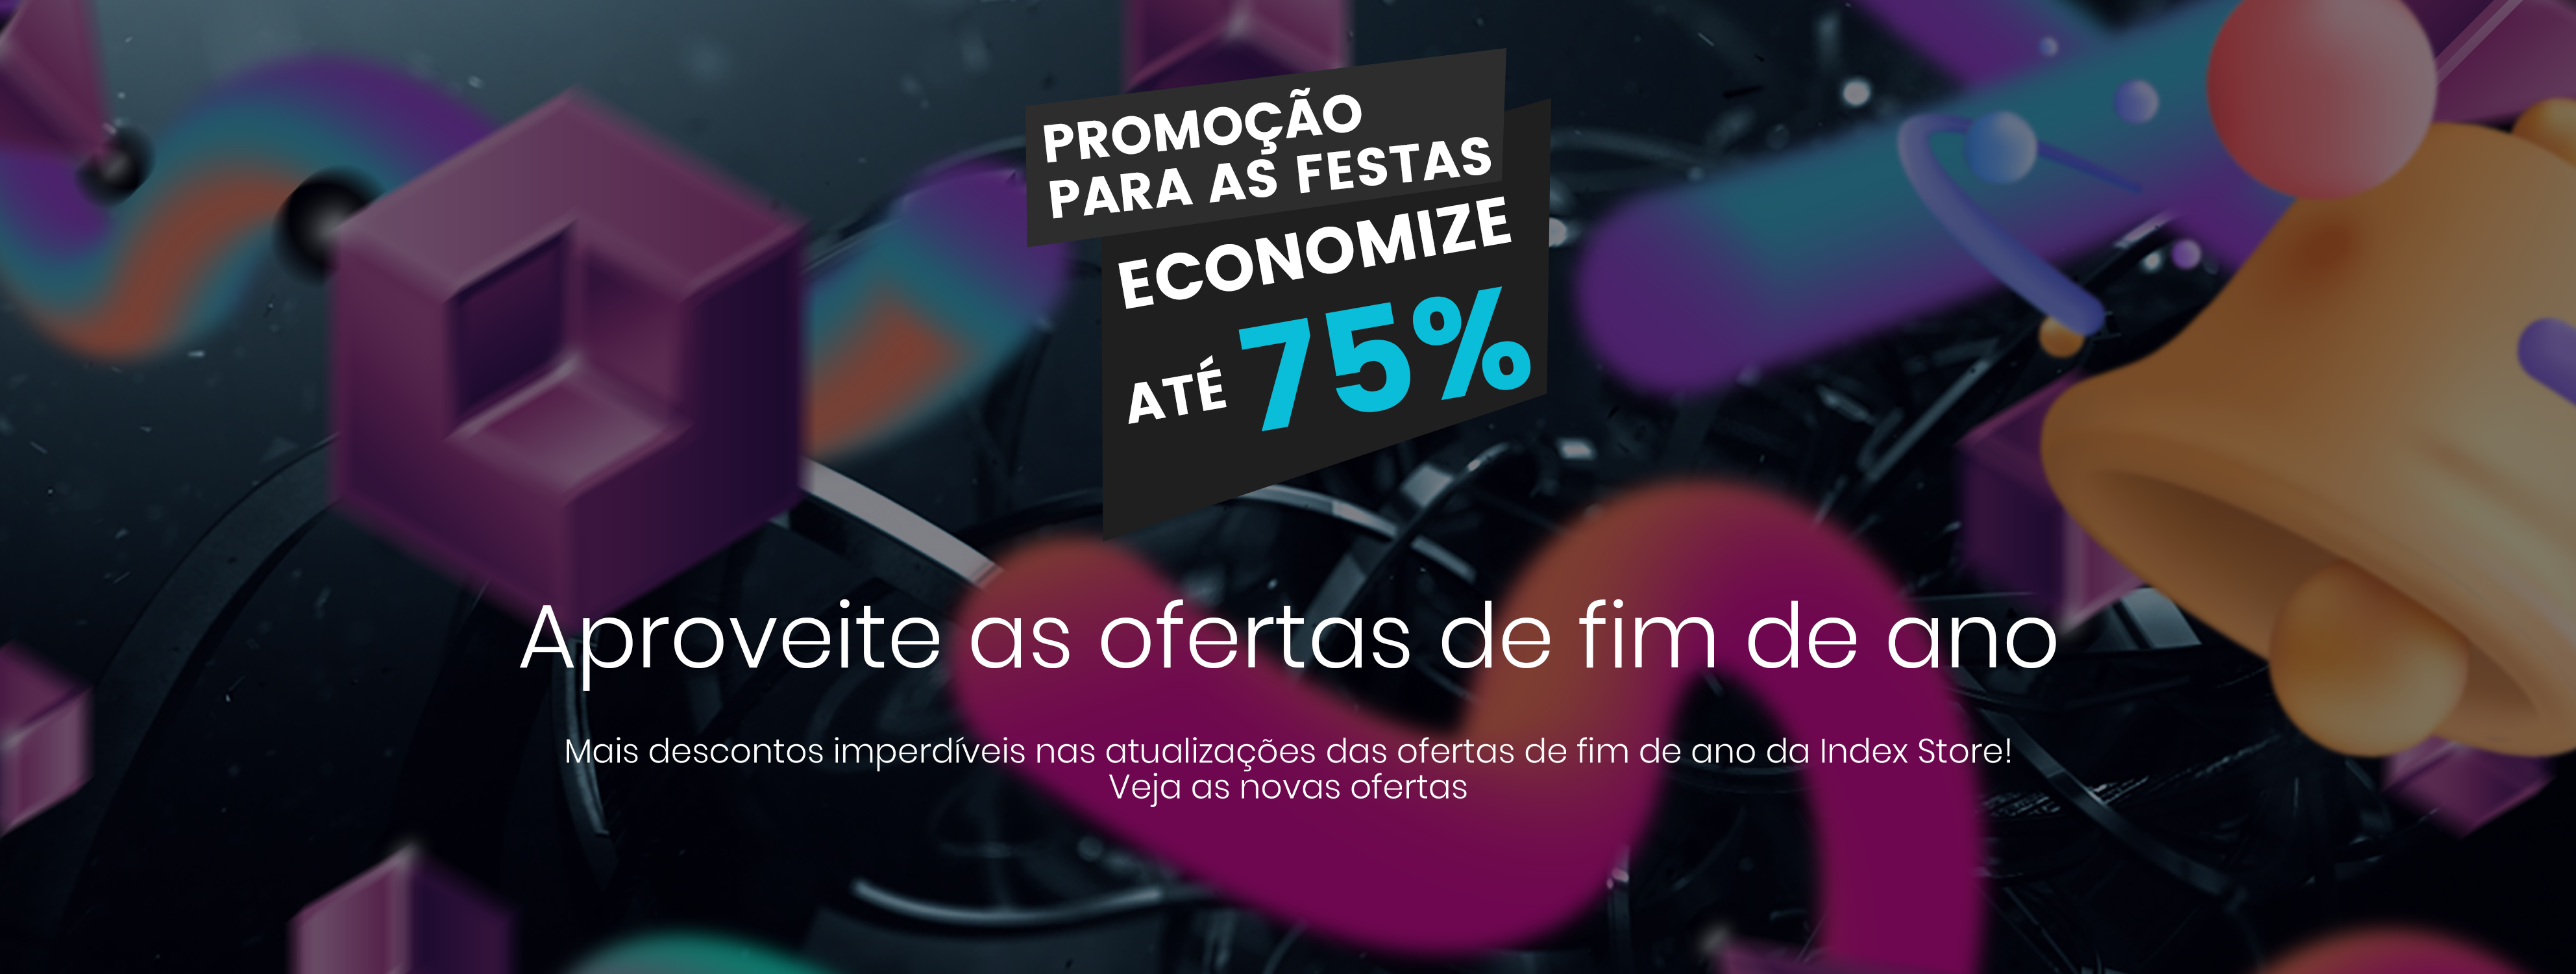 PROMOÇÃO
PARA AS FESTAS
ECONOMIZE
ATÉ 75%
Aproveite as ofertas de fim de ano
Mais descontos imperdíveis nas atualizações das ofertas de fim de ano da Index Store!
Veja as novas ofertas